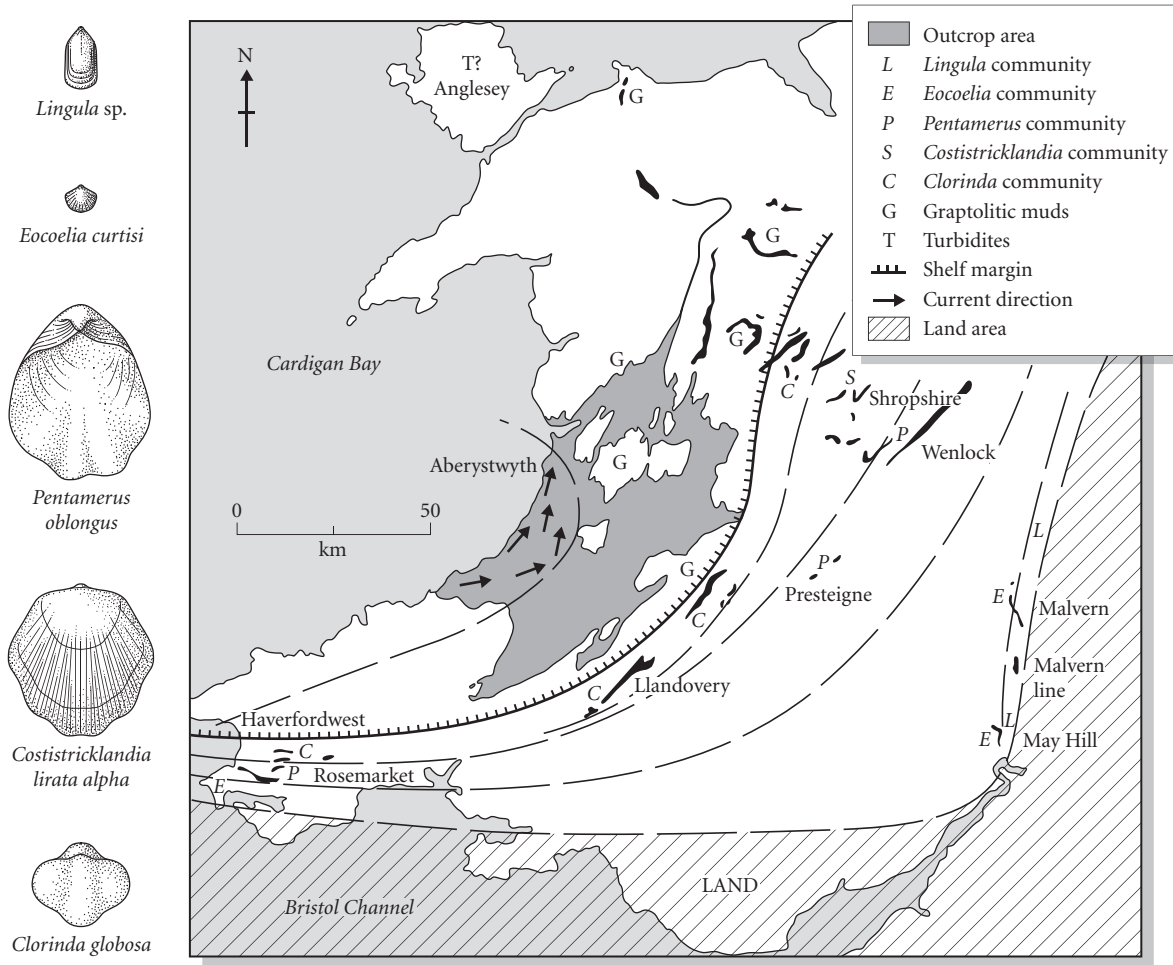 Lingula sp.
Eocoelia curtisi
Pentamerus
oblongus
Costistricklandia
lirata alpha
Clorinda globosa
N
T?
Anglesey
G
G
G
G
G
G
Cardigan Bay
Aberystwyth
0
50
km
C
S
Shropshire
P
Wenlock
P
Presteigne
L
E
Malvern
Malvern
line
L
E
May Hill
C
C
Llandovery
Haverfordwest
C
P
Rosemarket
E
LAND
Bristol Channel
Outcrop area
L Lingula community
E Eocoelia community
P Pentamerus community
S Costistricklandia community
C Clorinda community
G Graptolitic muds
T Turbidites
Shelf margin
Current direction
Land area